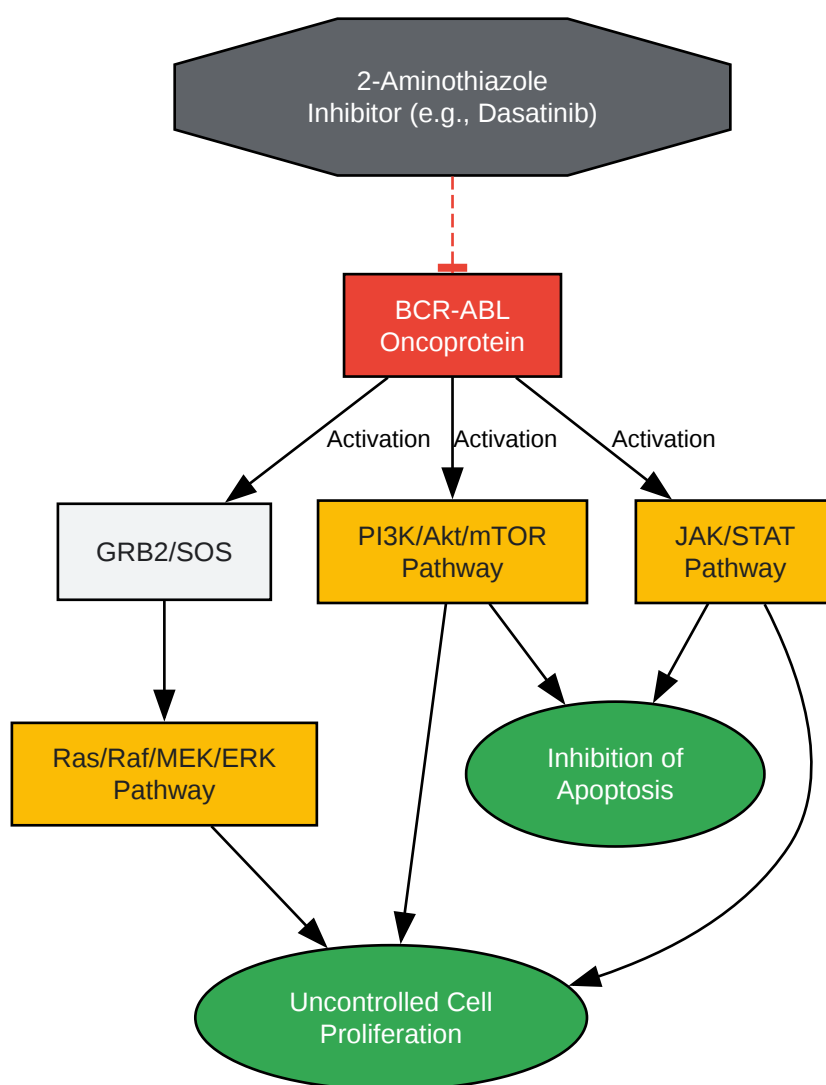 2-Aminothiazole
Inhibitor (e.g., Dasatinib)
BCR-ABL
Oncoprotein
Activation
Activation
Activation
GRB2/SOS
PI3K/Akt/mTOR
Pathway
JAK/STAT
Pathway
Ras/Raf/MEK/ERK
Pathway
Inhibition of
Apoptosis
Uncontrolled Cell
Proliferation